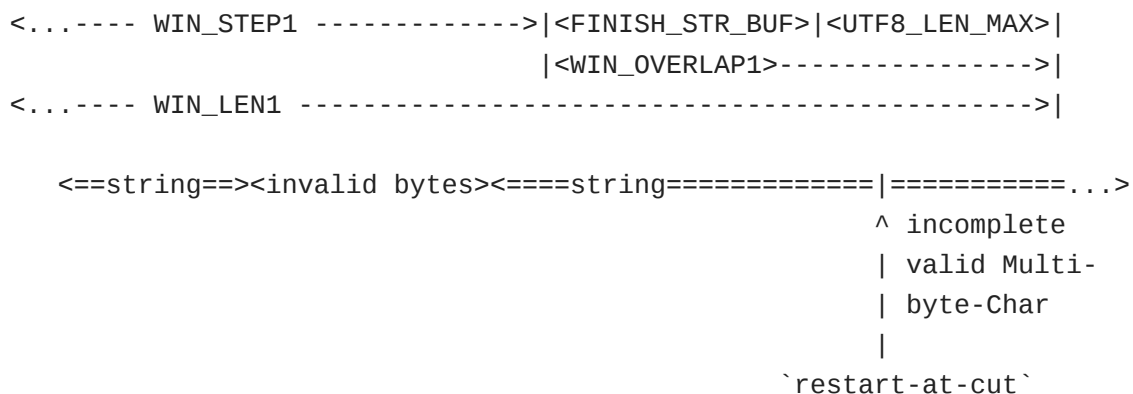 <...---- WIN_STEP1 ------------->|<FINISH_STR_BUF>|<UTF8_LEN_MAX>|
                                  |<WIN_OVERLAP1>---------------->|
<...---- WIN_LEN1 ----------------------------------------------->|

   <==string==><invalid bytes><====string=============|===========...>
                                                       ^ incomplete
                                                       | valid Multi-
                                                       | byte-Char
                                                       |
                                                 `restart-at-cut`